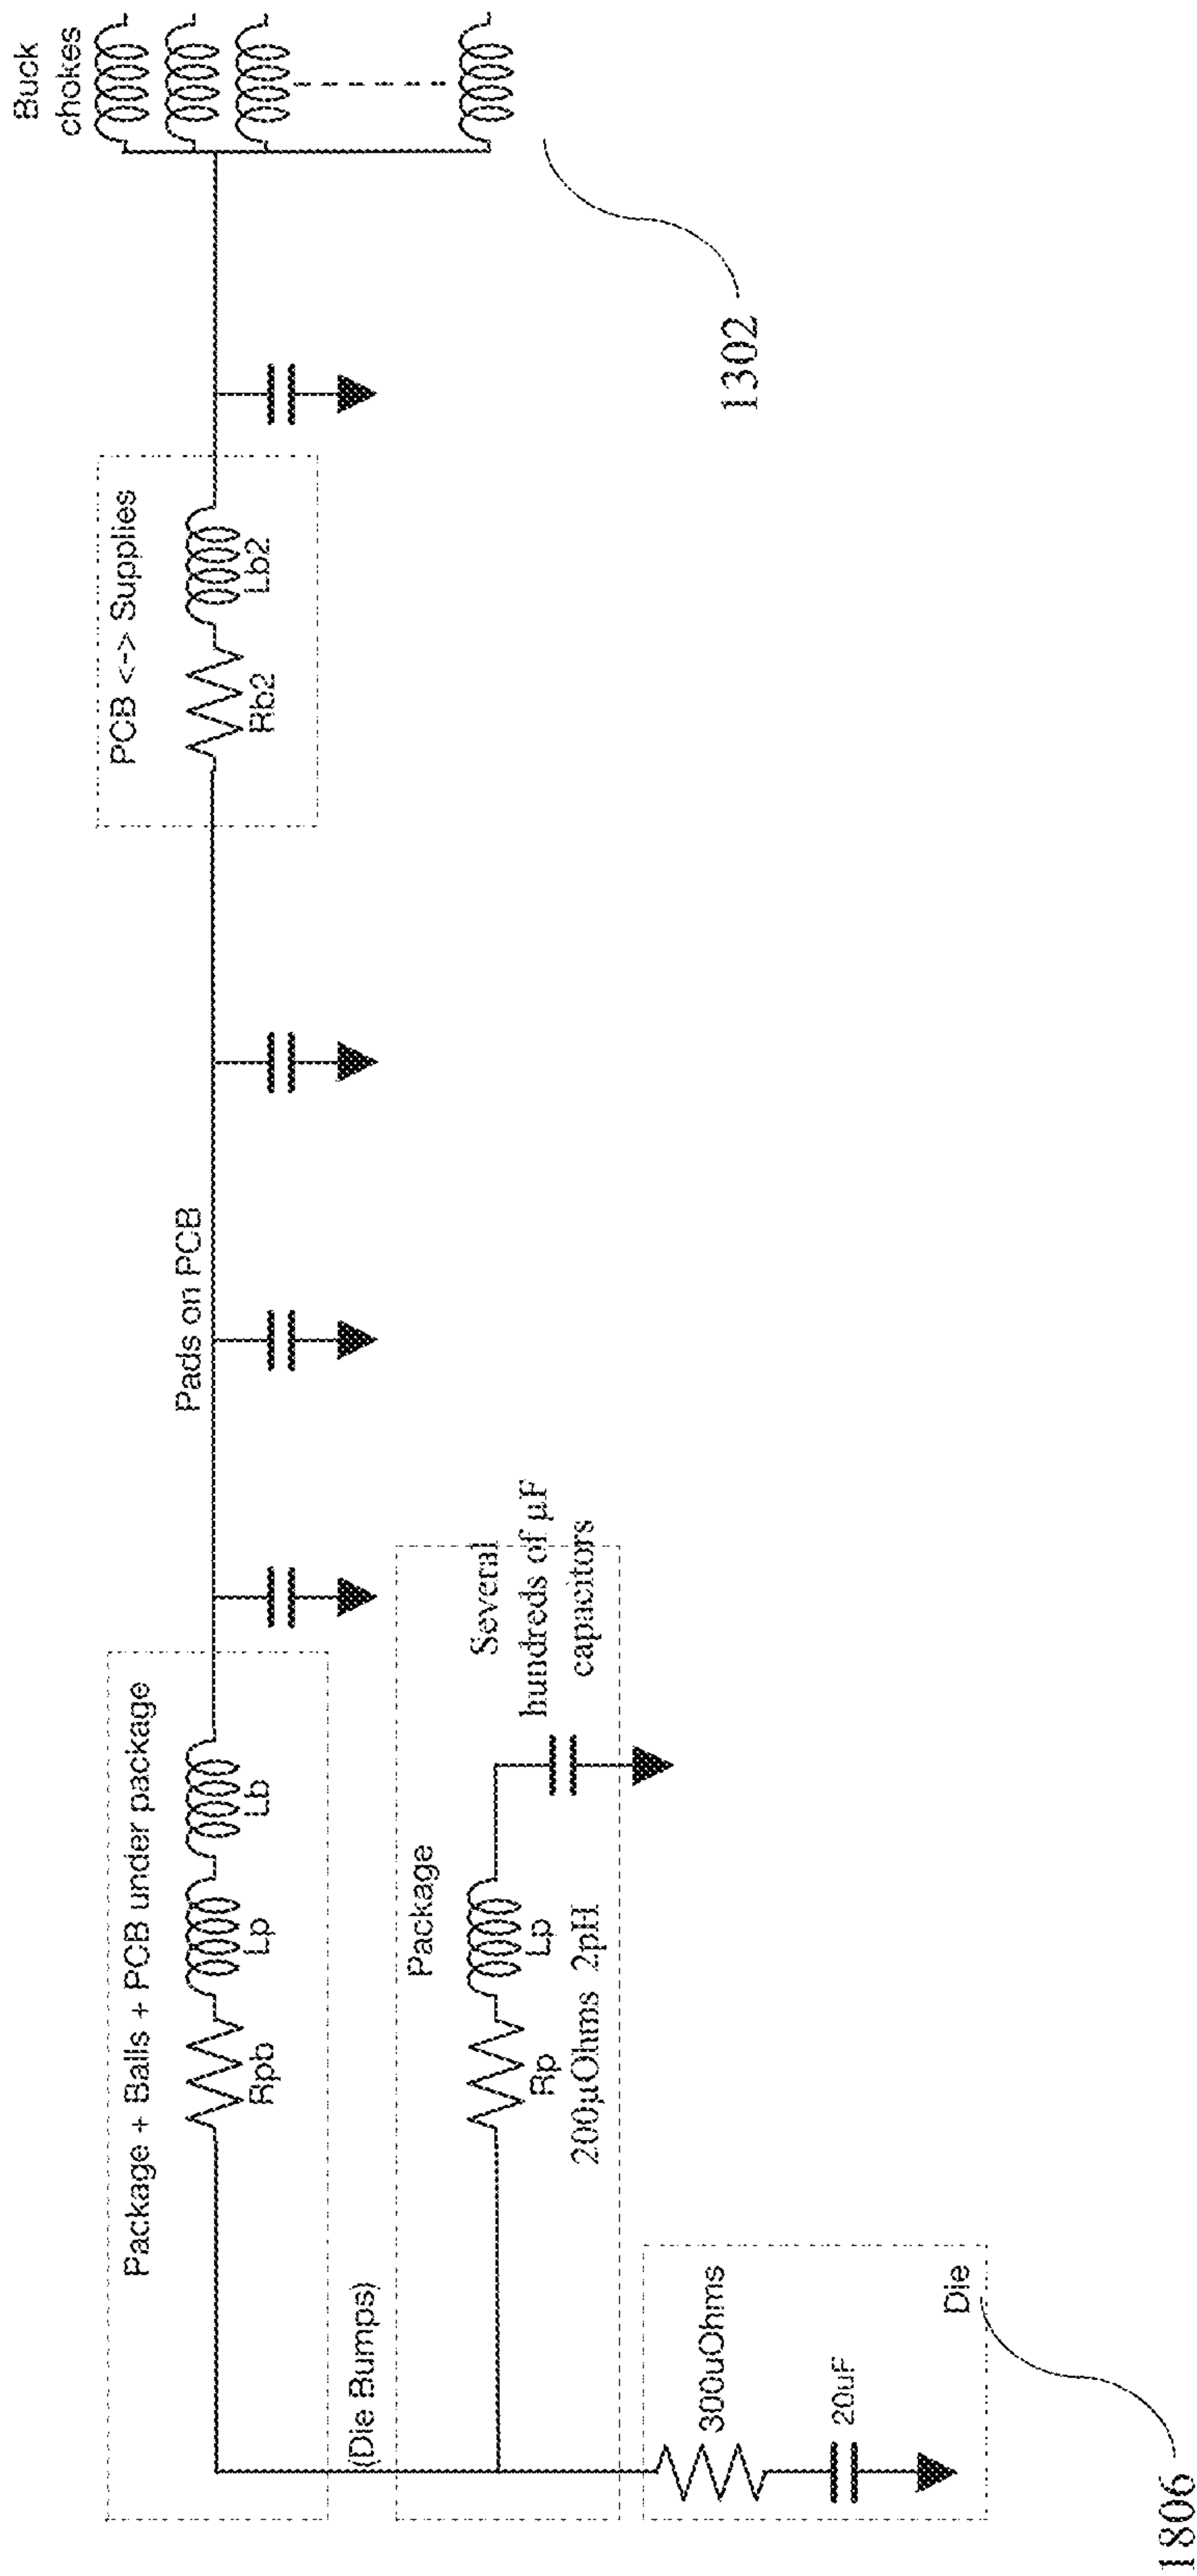 Buck
chokes
1302
PCB <-> Supplies
Rb2
Lb2
Pads on PCB
Package + Balls + PCB under package
Rpb
Lp
Lb
(Die Bumps)
Package
Rp
Lp
200µOhms 2pH
Several
hundreds of µF
capacitors
300uOhms
20uF
Die
1806